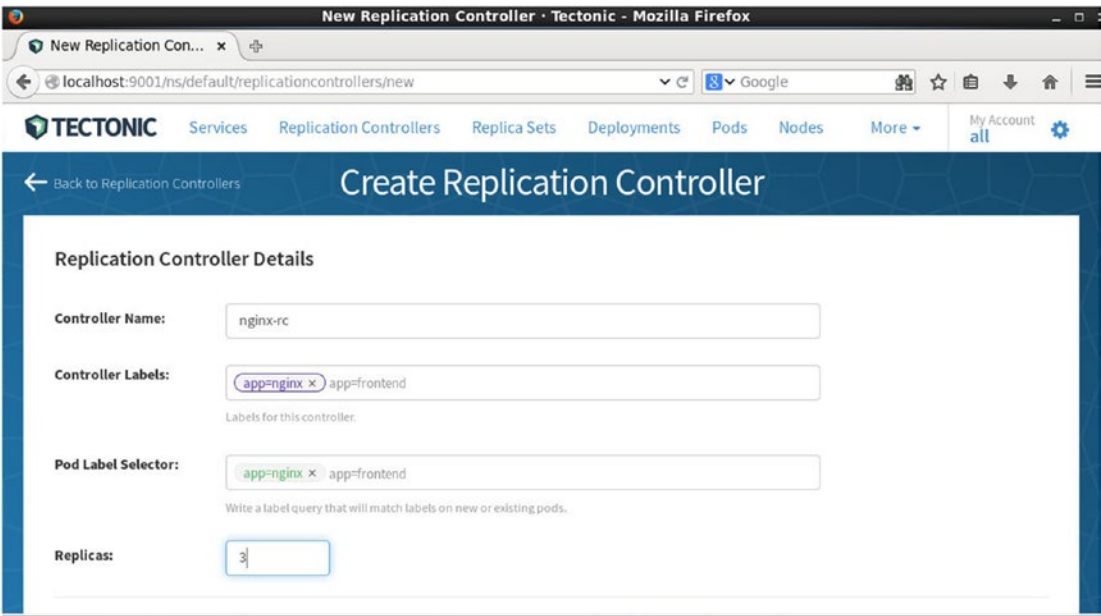 New Replication Controller · Tectonic - Mozilla Firefox
New Replication Con...
localhost:9001/ns/default/replicationcontrollers/new
8 Google
TECTONIC Services Replication Controllers Replica Sets Deployments Pods Nodes More My Account all
Back to Replication Controllers
Create Replication Controller
Replication Controller Details
Controller Name: nginx-rc
Controller Labels: app=nginx × app=frontend
Labels for this controller.
Pod Label Selector: app=nginx × app=frontend
Write a label query that will match labels on new or existing pods.
Replicas: 3